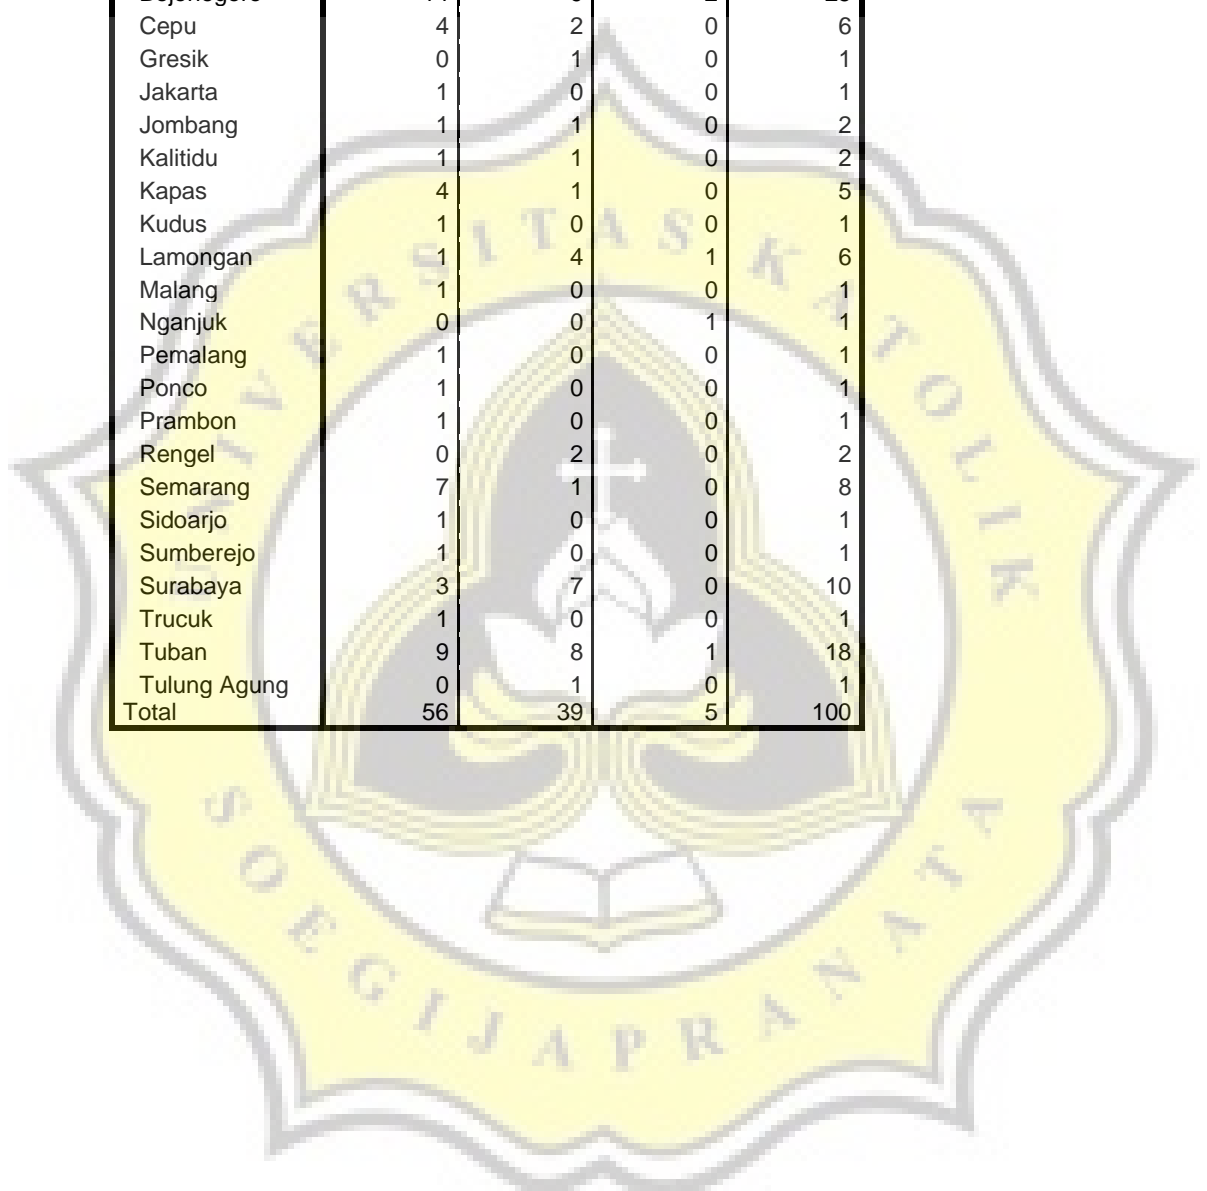 Cepu 4 2 0 6
Gresik 0 1 0 1
Jakarta 1 0 0 1
Jombang 1 1 0 2
Kalitidu 1 1 0 2
Kapas 4 1 0 5
Kudus 1 0 0 1
Lamongan 1 4 1 6
Malang 1 0 0 1
Nganjuk 0 0 1 1
Pemalang 1 0 0 1
Ponco 1 0 0 1
Prambon 1 0 0 1
Rengel 0 2 0 2
Semarang 7 1 0 8
Sidoarjo 1 0 0 1
Sumberejo 1 0 0 1
Surabaya 3 7 0 10
Trucuk 1 0 0 1
Tuban 9 8 1 18
Tulung Agung 0 1 0 1
Total 56 39 5 100
UNIVERSITAS KATOLIK
SOEGIJAPRANATA